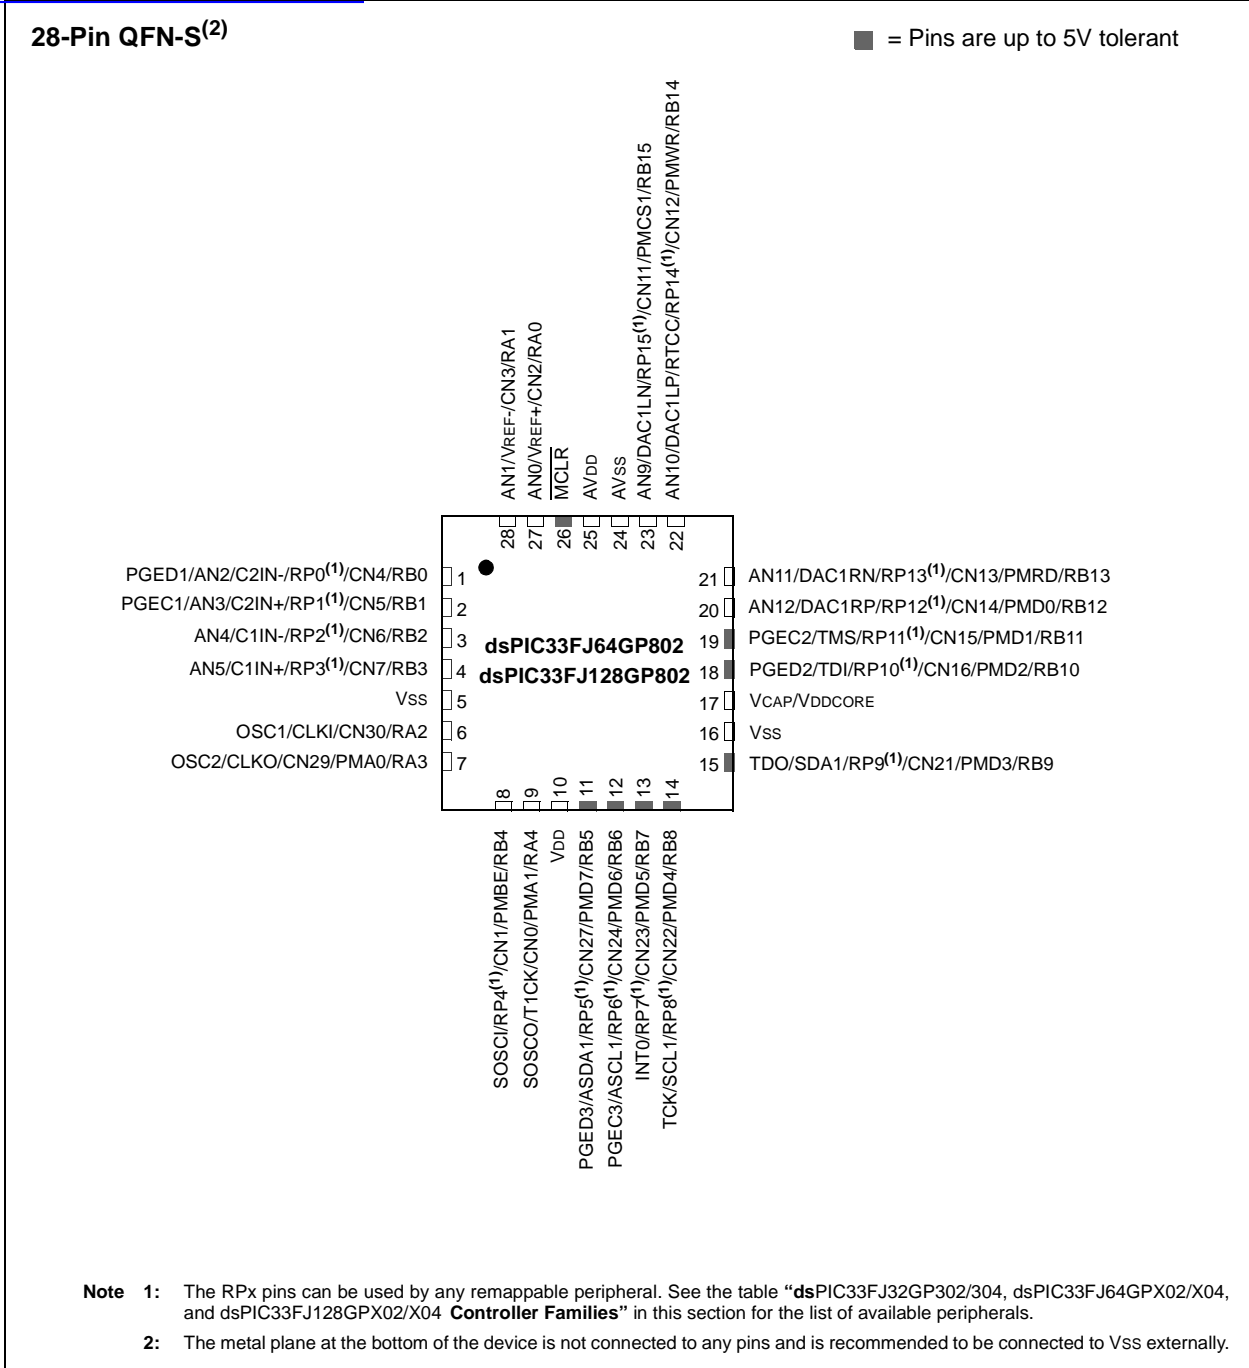 28-Pin QFN-S(2)
= Pins are up to 5V tolerant
AN1/VREF-/CN3/RA1
AN0/VREF+/CN2/RA0
MCLR
AVDD
AVSS
AN9/DAC1LN/RP15(1)/CN11/PMCS1/RB15
AN10/DAC1LP/RTCC/RP14(1)/CN12/PMWR/RB14
28
27
26
25
24
23
22
PGED1/AN2/C2IN-/RP0(1)/CN4/RB0
1
PGEC1/AN3/C2IN+/RP1(1)/CN5/RB1
2
AN4/C1IN-/RP2(1)/CN6/RB2
3
AN5/C1IN+/RP3(1)/CN7/RB3
4
VSS
5
OSC1/CLKI/CN30/RA2
6
OSC2/CLKO/CN29/PMA0/RA3
7
dsPIC33FJ64GP802
dsPIC33FJ128GP802
21
AN11/DAC1RN/RP13(1)/CN13/PMRD/RB13
20
AN12/DAC1RP/RP12(1)/CN14/PMD0/RB12
19
PGEC2/TMS/RP11(1)/CN15/PMD1/RB11
18
PGED2/TDI/RP10(1)/CN16/PMD2/RB10
17
VCAP/VDDCORE
16
VSS
15
TDO/SDA1/RP9(1)/CN21/PMD3/RB9
8
9
10
11
12
13
14
SOSCI/RP4(1)/CN1/PMBE/RB4
SOSCO/T1CK/CN0/PMA1/RA4
VDD
PGED3/ASDA1/RP5(1)/CN27/PMD7/RB5
PGEC3/ASCL1/RP6(1)/CN24/PMD6/RB6
INT0/RP7(1)/CN23/PMD5/RB7
TCK/SCL1/RP8(1)/CN22/PMD4/RB8
Note 1: The RPx pins can be used by any remappable peripheral. See the table “dsPIC33FJ32GP302/304, dsPIC33FJ64GPX02/X04,
and dsPIC33FJ128GPX02/X04 Controller Families” in this section for the list of available peripherals.
2: The metal plane at the bottom of the device is not connected to any pins and is recommended to be connected to VSS externally.